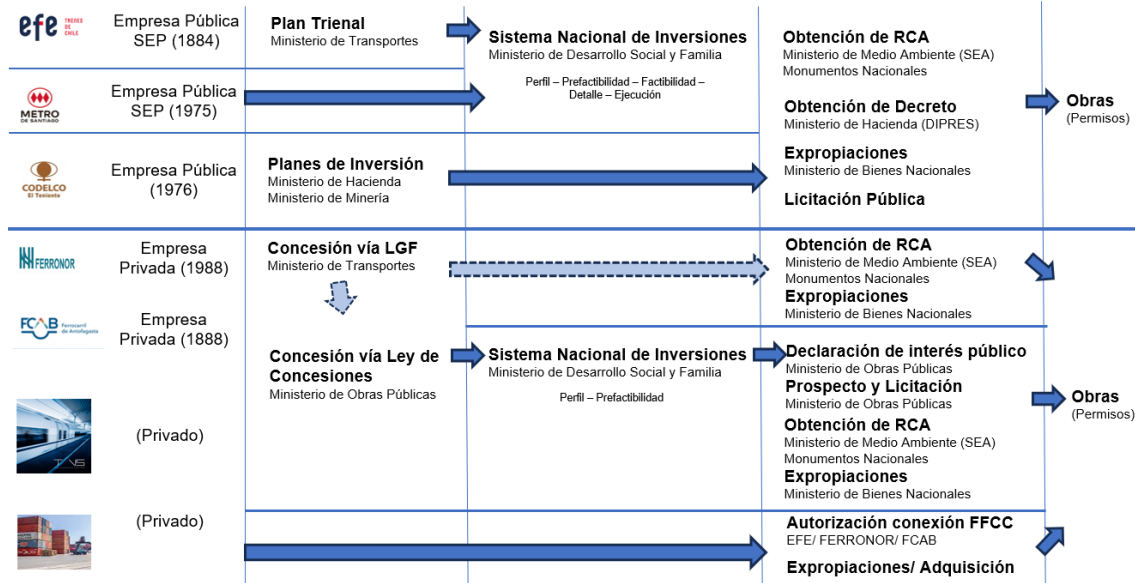 efe TRENES DE CHILE
Empresa Pública
SEP (1884)
Plan Trienal
Ministerio de Transportes
Sistema Nacional de Inversiones
Ministerio de Desarrollo Social y Familia
Perfil – Prefactibilidad – Factibilidad –
Detalle – Ejecución
Obtención de RCA
Ministerio de Medio Ambiente (SEA)
Monumentos Nacionales
METRO
DE SANTIAGO
Empresa Pública
SEP (1975)
Obtención de Decreto
Ministerio de Hacienda (DIPRES)
Obras
(Permisos)
CODELCO
El Teniente
Empresa Pública
(1976)
Planes de Inversión
Ministerio de Hacienda
Ministerio de Minería
Expropiaciones
Ministerio de Bienes Nacionales
Licitación Pública
FERRONOR
Empresa
Privada (1988)
Concesión vía LGF
Ministerio de Transportes
Obtención de RCA
Ministerio de Medio Ambiente (SEA)
Monumentos Nacionales
Expropiaciones
Ministerio de Bienes Nacionales
FCAB Ferrocarril
de Antofagasta
Empresa
Privada (1888)
Concesión vía Ley de
Concesiones
Ministerio de Obras Públicas
Sistema Nacional de Inversiones
Ministerio de Desarrollo Social y Familia
Perfil – Prefactibilidad
Declaración de interés público
Ministerio de Obras Públicas
Prospecto y Licitación
Ministerio de Obras Públicas
Obtención de RCA
Ministerio de Medio Ambiente (SEA)
Monumentos Nacionales
Expropiaciones
Ministerio de Bienes Nacionales
Obras
(Permisos)
(Privado)
(Privado)
Autorización conexión FFCC
EFE/ FERRONOR/ FCAB
Expropiaciones/ Adquisición